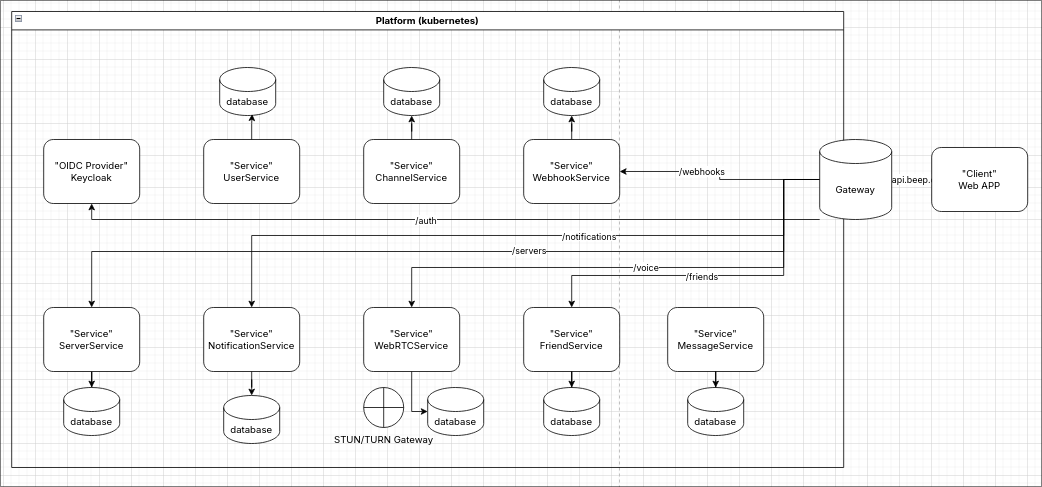 Platform (kubernetes)
database
database
database
"OIDC Provider"
Keycloak
"Service"
UserService
"Service"
ChannelService
"Service"
WebhookService
/webhooks
Gateway
api.beep.
"Client"
Web APP
/auth
/notifications
/servers
/voice
/friends
"Service"
ServerService
"Service"
NotificationService
"Service"
WebRTCService
"Service"
FriendService
"Service"
MessageService
database
database
database
database
database
STUN/TURN Gateway